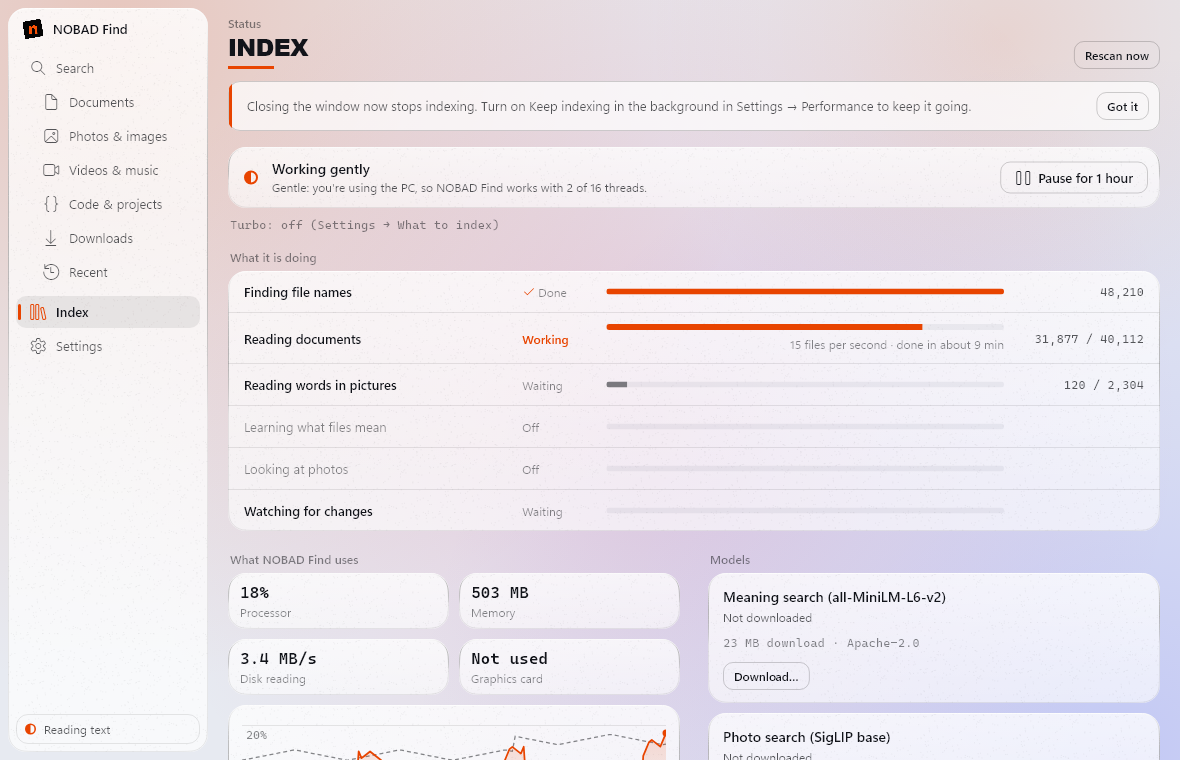 NOBAD Find
Search
Documents
Photos & images
Videos & music
Code & projects
Downloads
Recent
Index
Settings
Reading text
Status
INDEX
Rescan now
Closing the window now stops indexing. Turn on Keep indexing in the background in Settings → Performance to keep it going.
Got it
Working gently
Gentle: you're using the PC, so NOBAD Find works with 2 of 16 threads.
Pause for 1 hour
Turbo: off (Settings → What to index)
What it is doing
Finding file names Done 48,210
Reading documents Working 31,877 / 40,112
15 files per second · done in about 9 min
Reading words in pictures Waiting 120 / 2,304
Learning what files mean Off
Looking at photos Off
Watching for changes Waiting
What NOBAD Find uses
18%
Processor
503 MB
Memory
3.4 MB/s
Disk reading
Not used
Graphics card
20%
Models
Meaning search (all-MiniLM-L6-v2)
Not downloaded
23 MB download · Apache-2.0
Download...
Photo search (SigLIP base)
Not downloaded